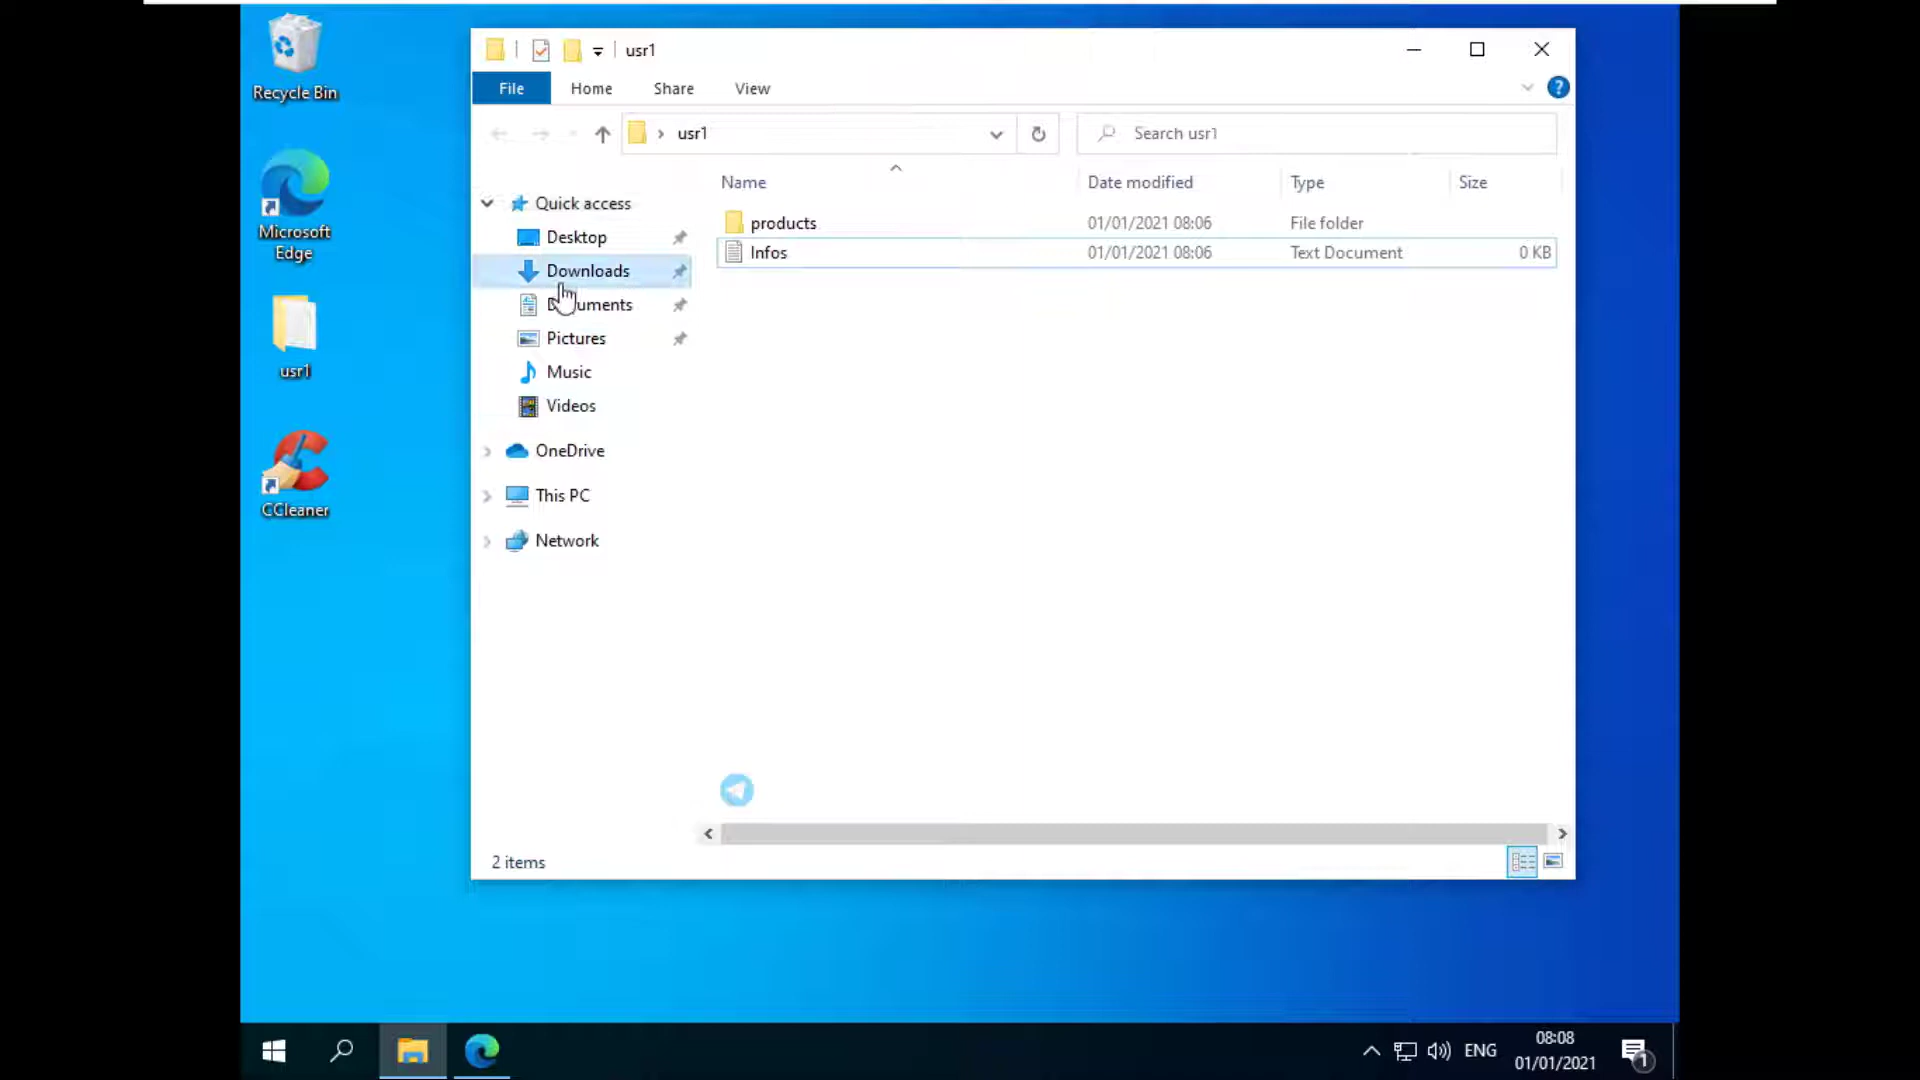 Recycle Bin
Microsoft
Edge
usr1
CCleaner
usr1
File Home Share View
?
usr1
Search usr1
Quick access
Desktop
Downloads
Pictures
Music
Videos
OneDrive
This PC
Network
Name Date modified Type Size
products 01/01/2021 08:06 File folder
Infos 01/01/2021 08:06 Text Document 0 KB
2 items
ENG
08:08
01/01/2021
1